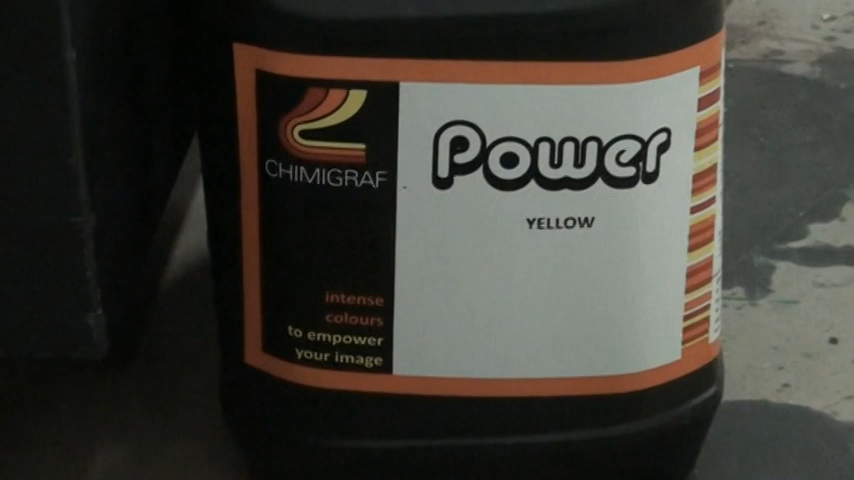 CHIMIGRAF
Power
YELLOW
intense
colours
to empower
your image